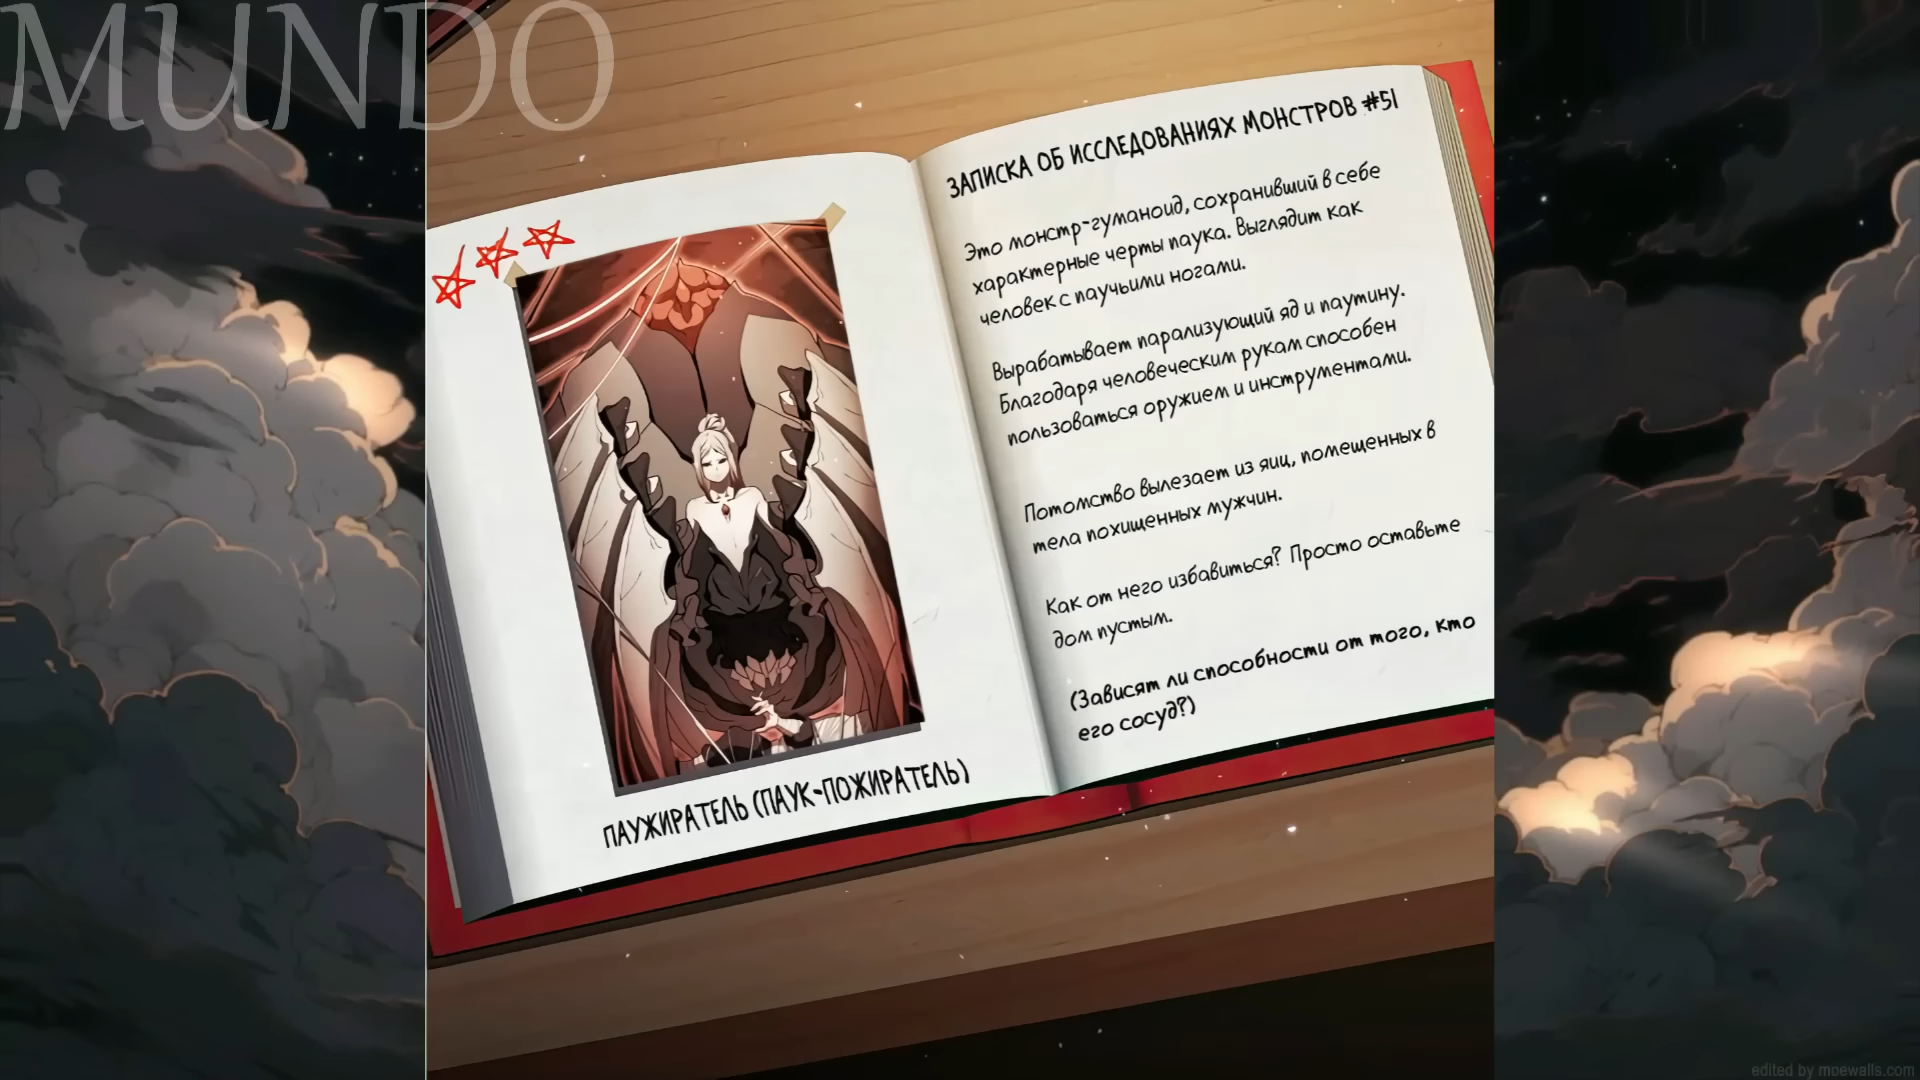 MUNDO
ПАУЖИРАТЕЛЬ (ПАУК-ПОЖИРАТЕЛЬ)
ЗАПИСКА ОБ ИССЛЕДОВАНИЯХ МОНСТРОВ #51
Это монстр-гуманоид, сохранивший в себе
характерные черты паука. Выглядит как
человек с паучьими ногами.
Вырабатывает парализующий яд и паутину.
Благодаря человеческим рукам способен
пользоваться оружием и инструментами.
Потомство вылезает из яиц, помещенных в
тела похищенных мужчин.
Как от него избавиться? Просто оставьте
дом пустым.
(Зависят ли способности от того, кто
его сосуд?)
edited by moewalls.com